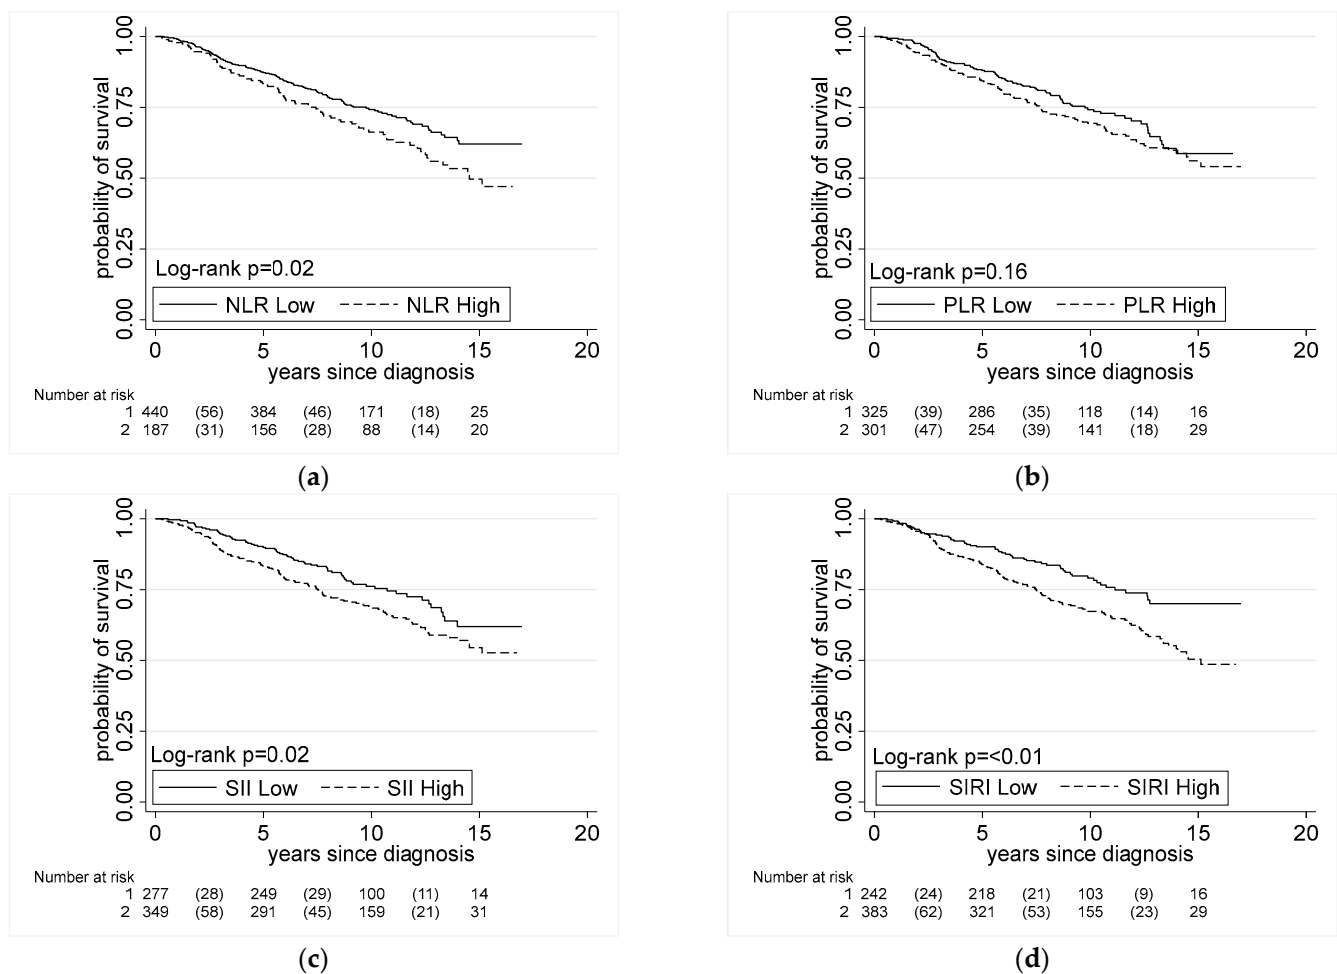 1.00
0.75
0.50
0.25
0.00
probability of survival
Log-rank p=0.02
NLR Low NLR High
0 5 10 15 20
years since diagnosis
Number at risk
1 440 (56) 384 (46) 171 (18) 25
2 187 (31) 156 (28) 88 (14) 20
(a)
1.00
0.75
0.50
0.25
0.00
probability of survival
Log-rank p=0.16
PLR Low PLR High
0 5 10 15 20
years since diagnosis
Number at risk
1 325 (39) 286 (35) 118 (14) 16
2 301 (47) 254 (39) 141 (18) 29
(b)
1.00
0.75
0.50
0.25
0.00
probability of survival
Log-rank p=0.02
SII Low SII High
0 5 10 15 20
years since diagnosis
Number at risk
1 277 (28) 249 (29) 100 (11) 14
2 349 (58) 291 (45) 159 (21) 31
(c)
1.00
0.75
0.50
0.25
0.00
probability of survival
Log-rank p=<0.01
SIRI Low SIRI High
0 5 10 15 20
years since diagnosis
Number at risk
1 242 (24) 218 (21) 103 (9) 16
2 383 (62) 321 (53) 155 (23) 29
(d)